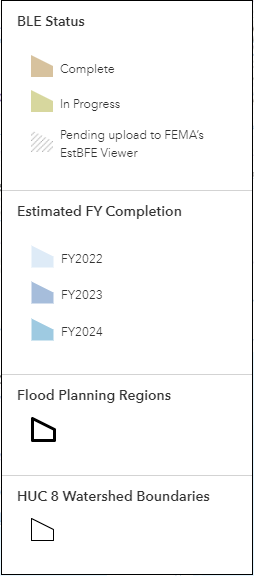 BLE Status
Complete
In Progress
Pending upload to FEMA's
EstBFE Viewer
Estimated FY Completion
FY2022
FY2023
FY2024
Flood Planning Regions
HUC 8 Watershed Boundaries